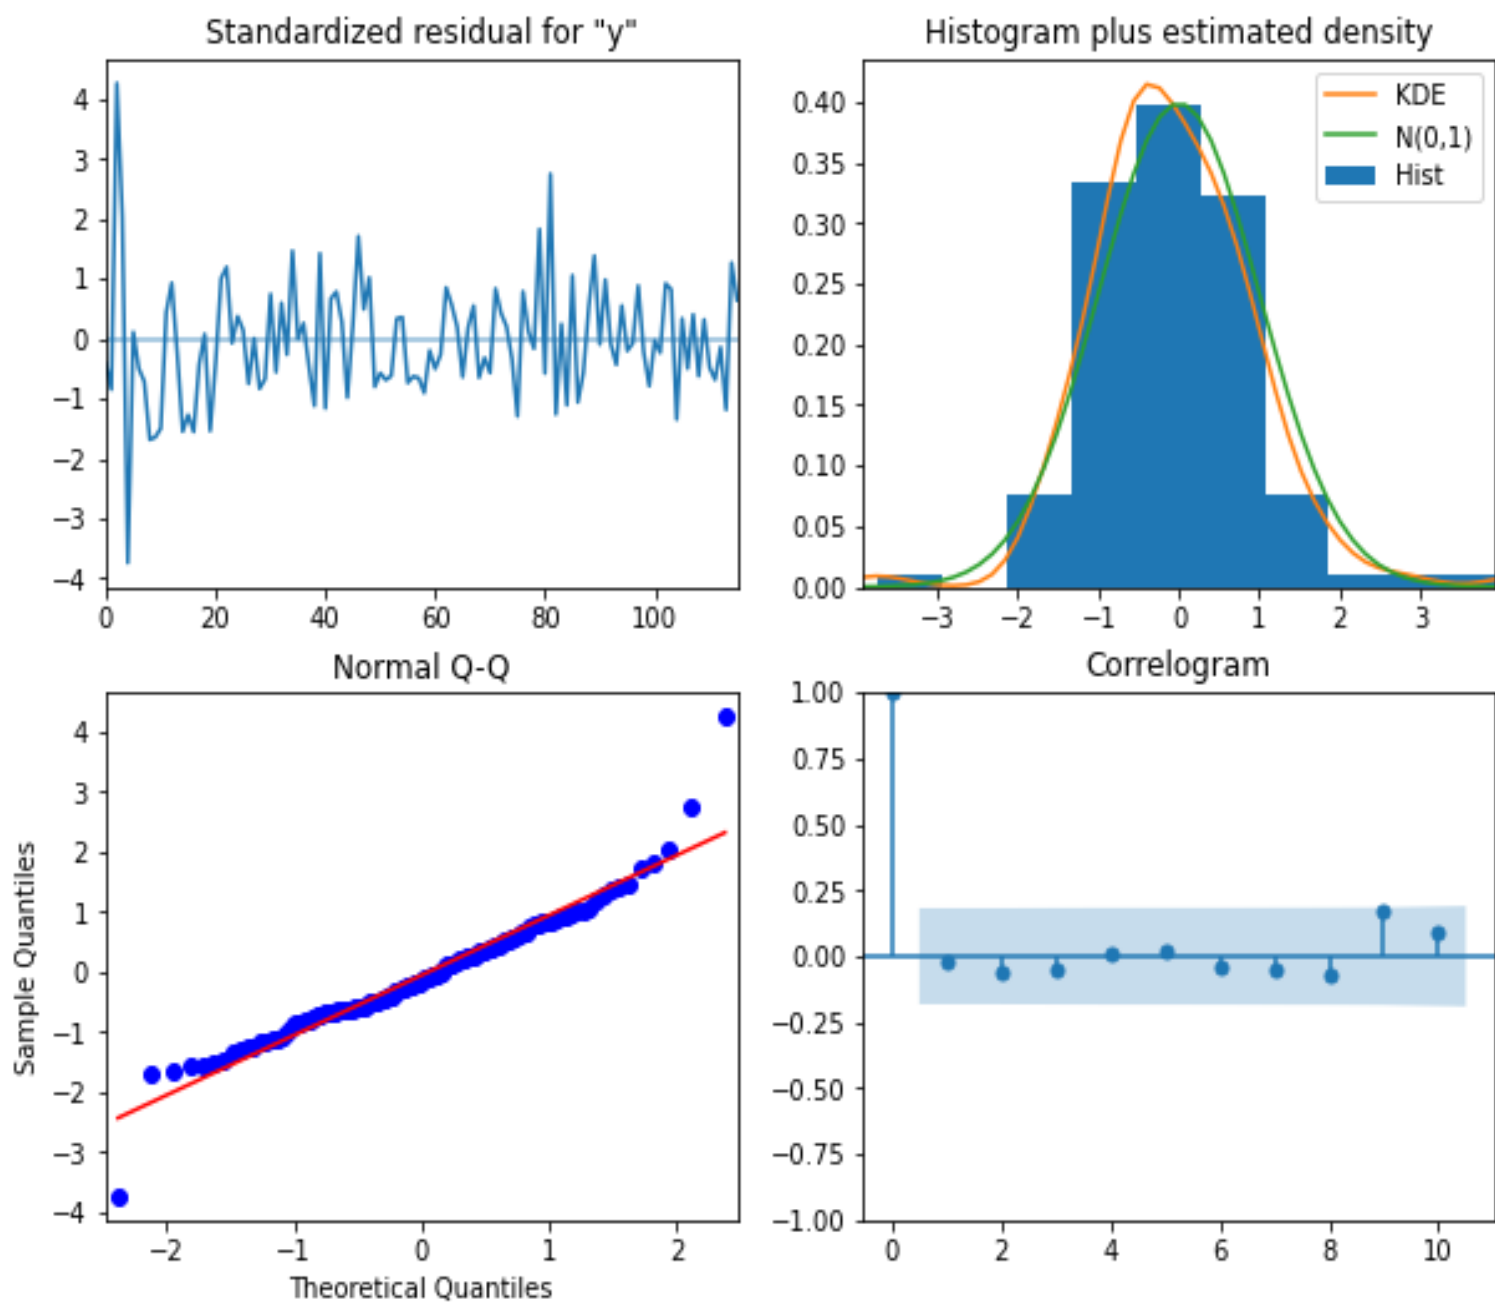 Standardized residual for "y"
4
3
2
1
0
−1
−2
−3
−4
0 20 40 60 80 100
Histogram plus estimated density
0.40
0.35
0.30
0.25
0.20
0.15
0.10
0.05
0.00
KDE
N(0,1)
Hist
−3 −2 −1 0 1 2 3
Normal Q-Q
Sample Quantiles
4
3
2
1
0
−1
−2
−3
−4
−2 −1 0 1 2
Theoretical Quantiles
Correlogram
1.00
0.75
0.50
0.25
0.00
−0.25
−0.50
−0.75
−1.00
0 2 4 6 8 10